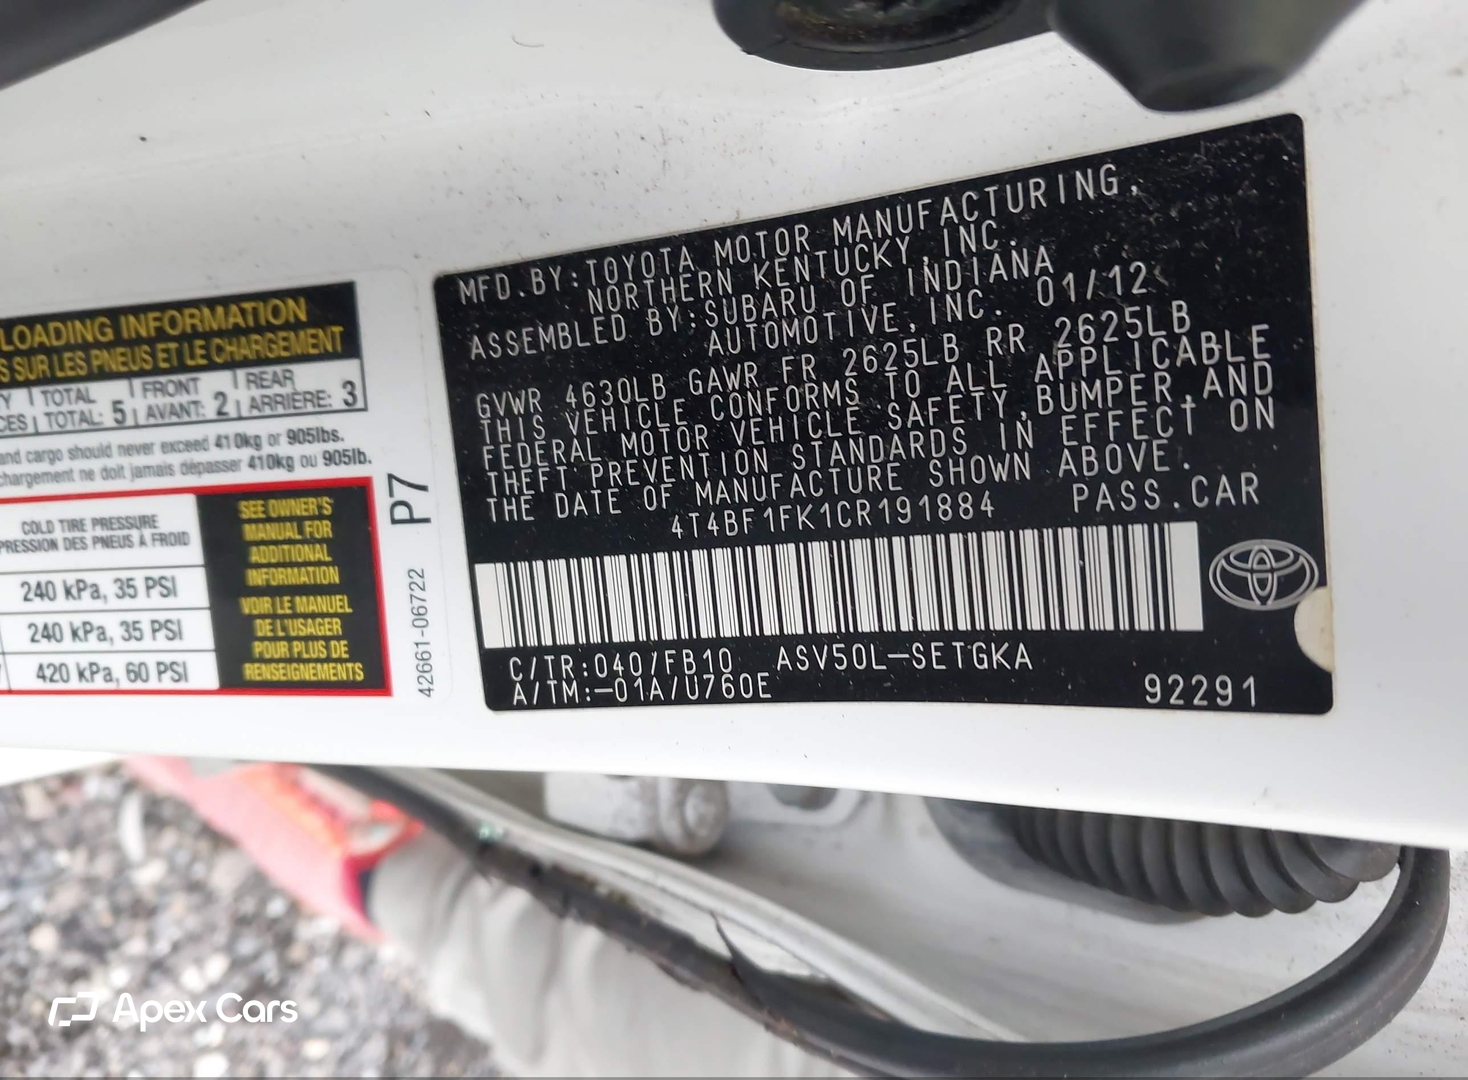 LOADING INFORMATION
S SUR LES PNEUS ET LE CHARGEMENT
TOTAL FRONT REAR
TOTAL: 5 AVANT: 2 ARRIÈRE: 3
and cargo should never exceed 410kg or 905lbs.
chargement ne doit jamais dépasser 410kg ou 905lb.
COLD TIRE PRESSURE
PRESSION DES PNEUS À FROID
240 kPa, 35 PSI
240 kPa, 35 PSI
420 kPa, 60 PSI
SEE OWNER'S
MANUAL FOR
ADDITIONAL
INFORMATION
VOIR LE MANUEL
DE L'USAGER
POUR PLUS DE
RENSEIGNEMENTS
P7
42661-06722
MFD.BY:TOYOTA MOTOR MANUFACTURING,
NORTHERN KENTUCKY,INC.
ASSEMBLED BY:SUBARU OF INDIANA
AUTOMOTIVE,INC. 01/12
GVWR 4630LB GAWR FR 2625LB RR 2625LB
THIS VEHICLE CONFORMS TO ALL APPLICABLE
FEDERAL MOTOR VEHICLE SAFETY,BUMPER,AND
THEFT PREVENTION STANDARDS IN EFFECT ON
THE DATE OF MANUFACTURE SHOWN ABOVE.
4T4BF1FK1CR191884 PASS.CAR
C/TR:040/FB10 ASV50L-SETGKA
A/TM:-01A/U760E
92291
Apex Cars